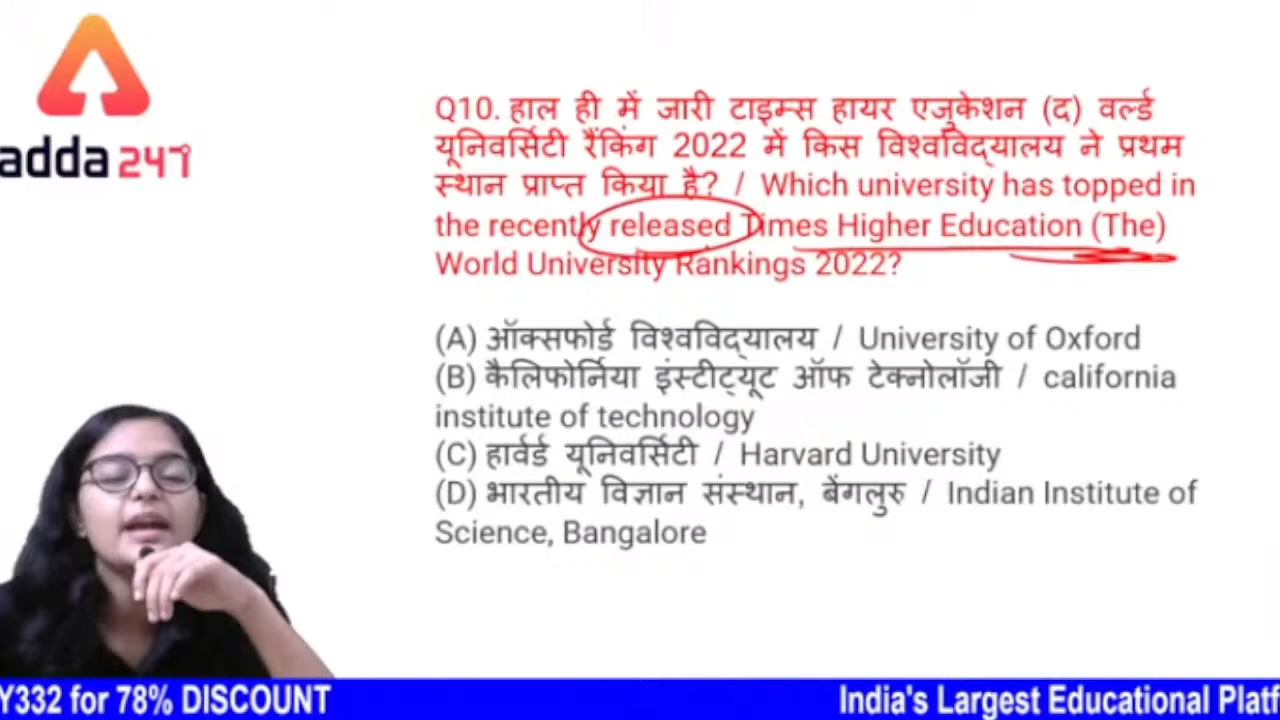 adda 247
Q10. हाल ही में जारी टाइम्स हायर एजुकेशन (द) वर्ल्ड
यूनिवर्सिटी रैंकिंग 2022 में किस विश्वविद्यालय ने प्रथम
स्थान प्राप्त किया है? / Which university has topped in
the recently released Times Higher Education (The)
World University Rankings 2022?
(A) ऑक्सफोर्ड विश्वविद्यालय / University of Oxford
(B) कैलिफोर्निया इंस्टीट्यूट ऑफ टेक्नोलॉजी / california
institute of technology
(C) हार्वर्ड यूनिवर्सिटी / Harvard University
(D) भारतीय विज्ञान संस्थान, बेंगलुरु / Indian Institute of
Science, Bangalore
Y332 for 78% DISCOUNT
India's Largest Educational Platf